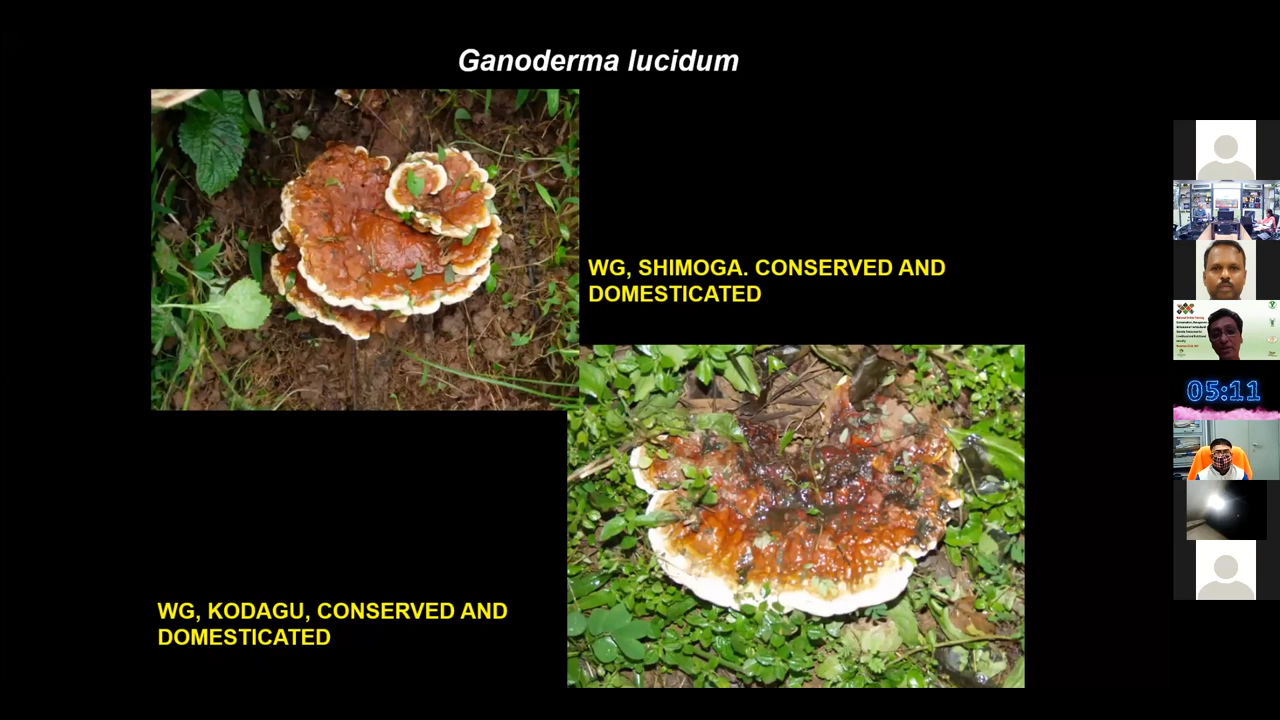 Ganoderma lucidum
WG, SHIMOGA. CONSERVED AND
DOMESTICATED
WG, KODAGU, CONSERVED AND
DOMESTICATED
05:11